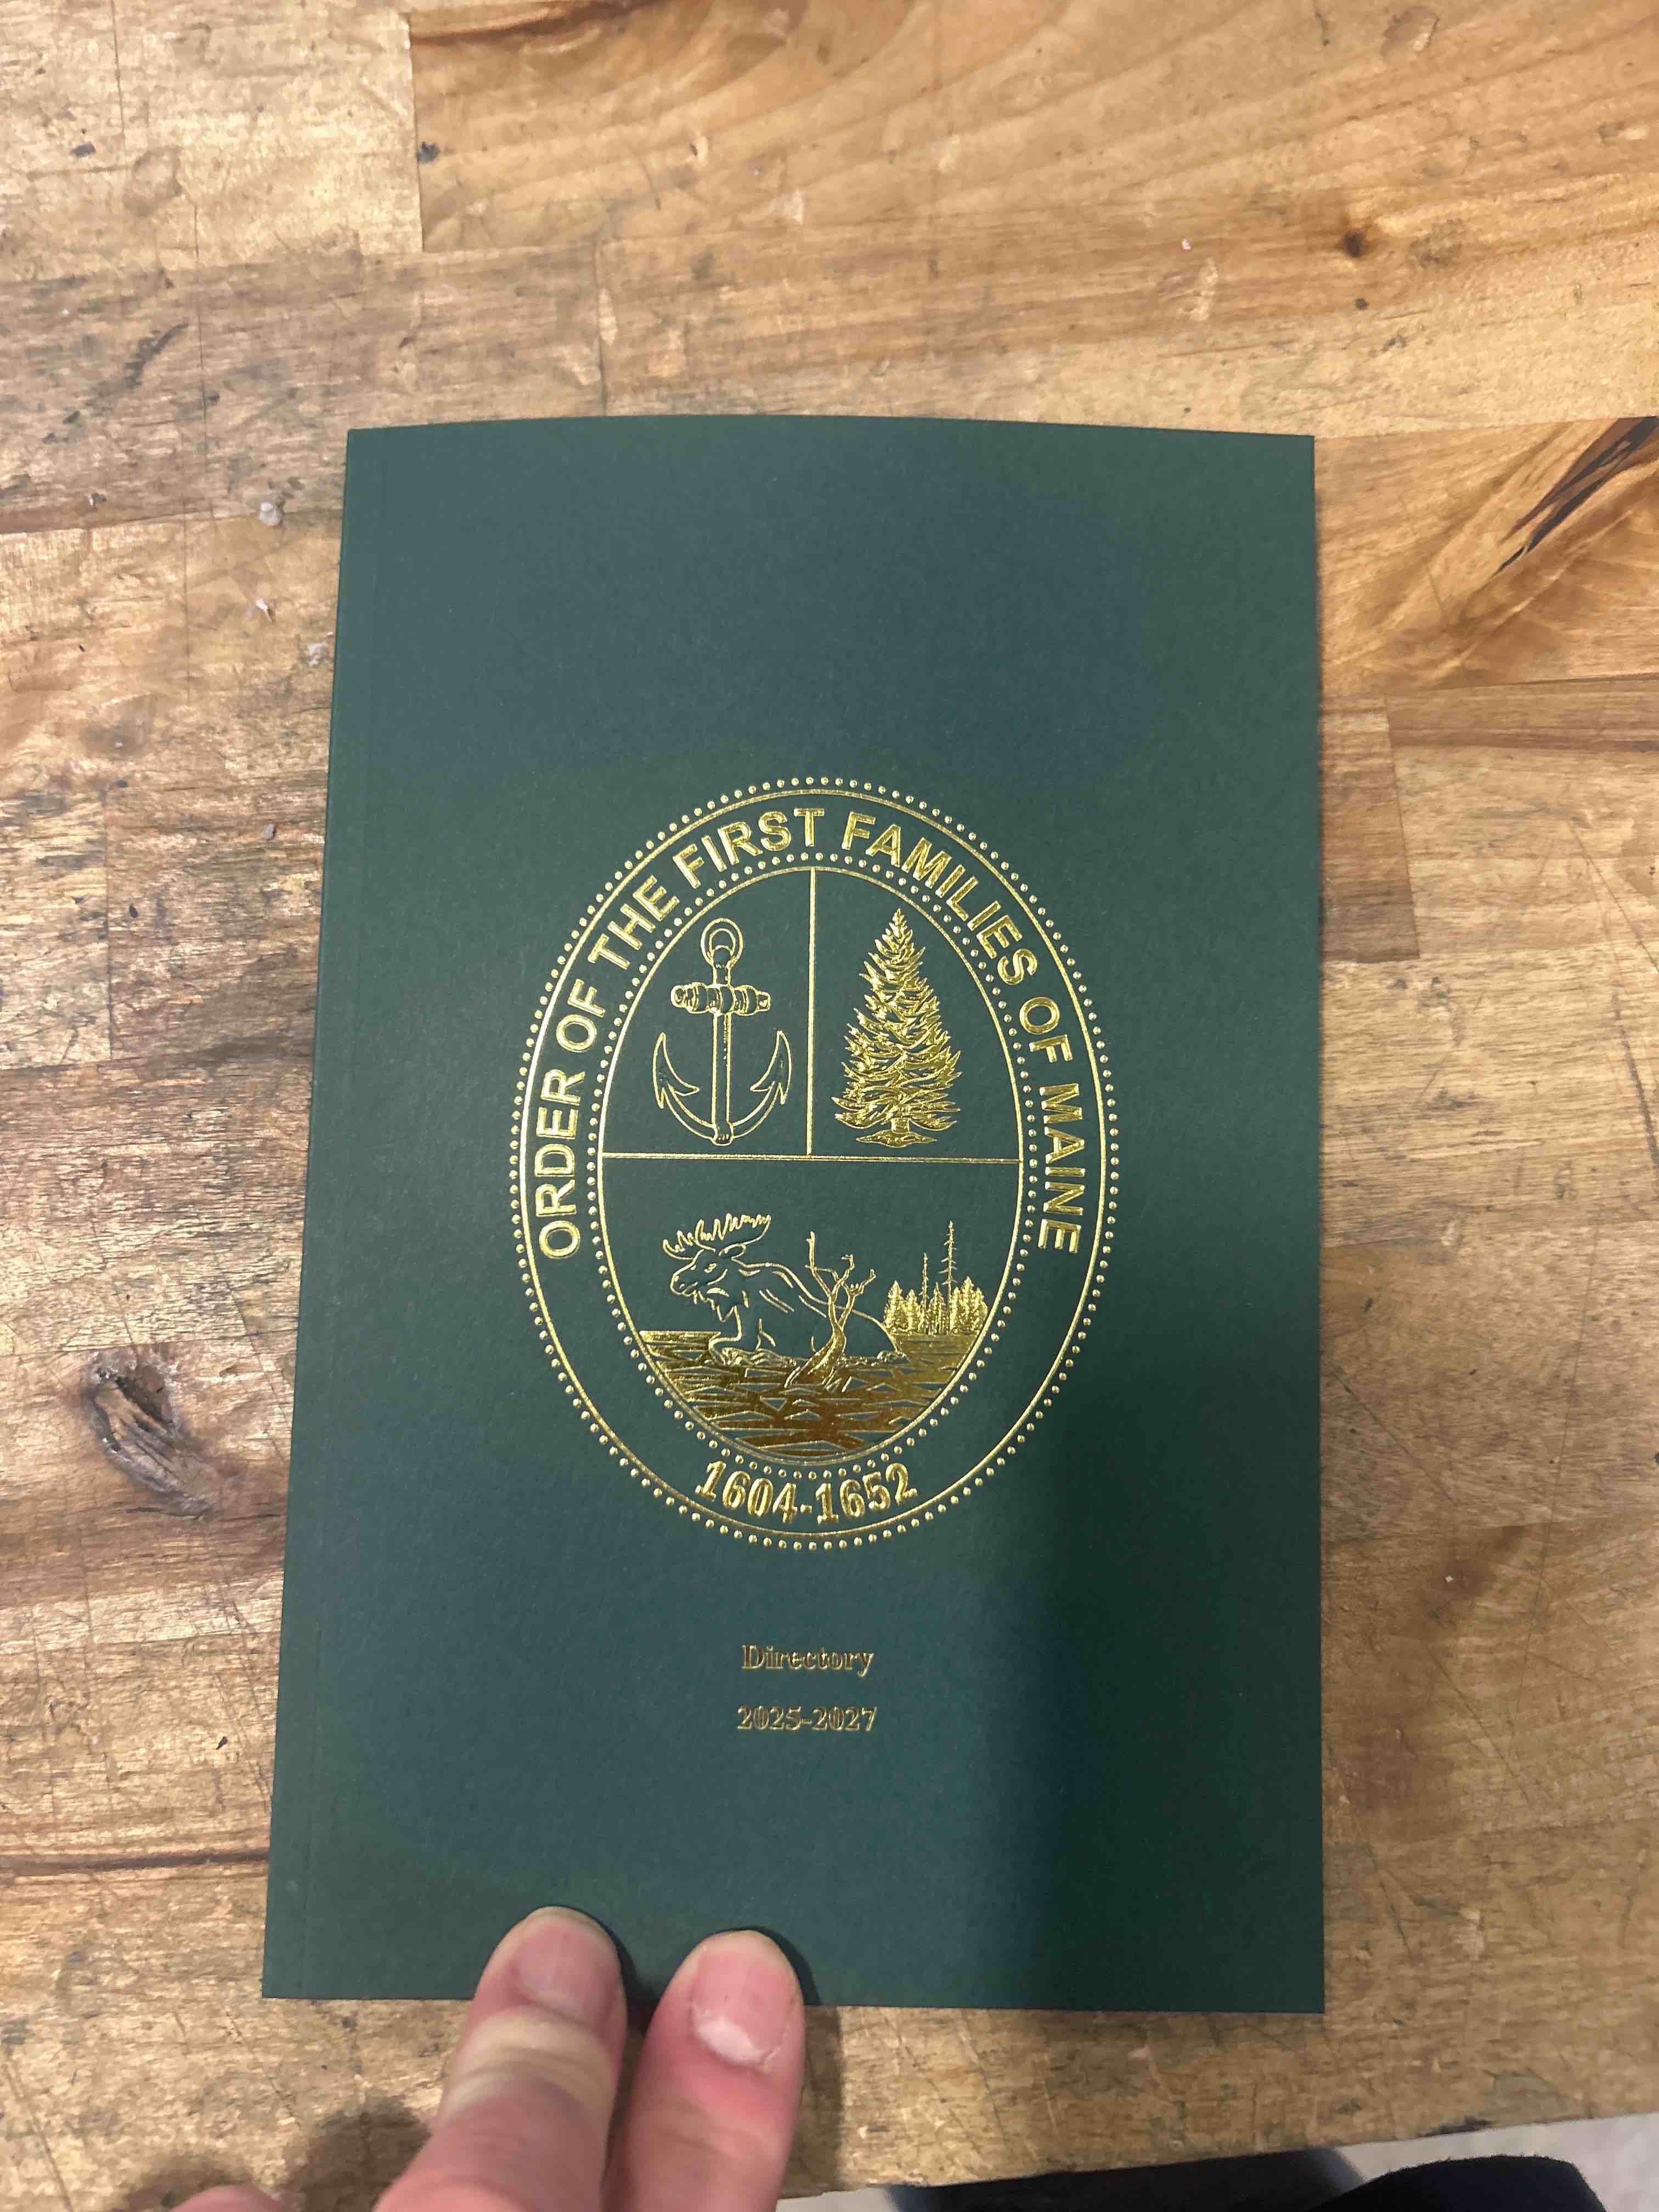 ORDER OF THE FIRST FAMILIES OF MAINE
1604-1652
Directory
2025-2027